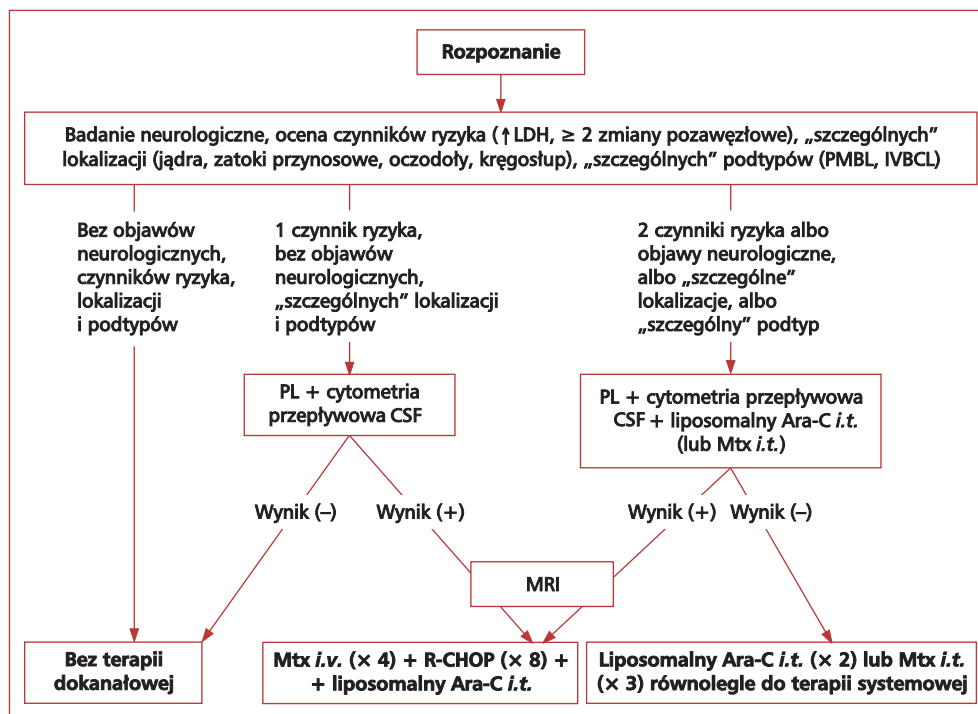 Rozpoznanie
Badanie neurologiczne, ocena czynników ryzyka (↑LDH, ≥ 2 zmiany pozawęzłowe), „szczególnych”
lokalizacji (jądra, zatoki przynosowe, oczodoły, kręgosłup), „szczególnych” podtypów (PMBL, IVBCL)
Bez objawów
neurologicznych,
czynników ryzyka,
lokalizacji
i podtypów
1 czynnik ryzyka,
bez objawów
neurologicznych,
„szczególnych” lokalizacji
i podtypów
2 czynniki ryzyka albo
objawy neurologiczne,
albo „szczególne”
lokalizacje, albo
„szczególny” podtyp
PL + cytometria
przepływowa CSF
PL + cytometria przepływowa
CSF + liposomalny Ara-C i.t.
(lub Mtx i.t.)
Wynik (–)
Wynik (+)
Wynik (+)
Wynik (–)
MRI
Bez terapii
dokanałowej
Mtx i.v. (× 4) + R-CHOP (× 8) +
+ liposomalny Ara-C i.t.
Liposomalny Ara-C i.t. (× 2) lub Mtx i.t.
(× 3) równolegle do terapii systemowej